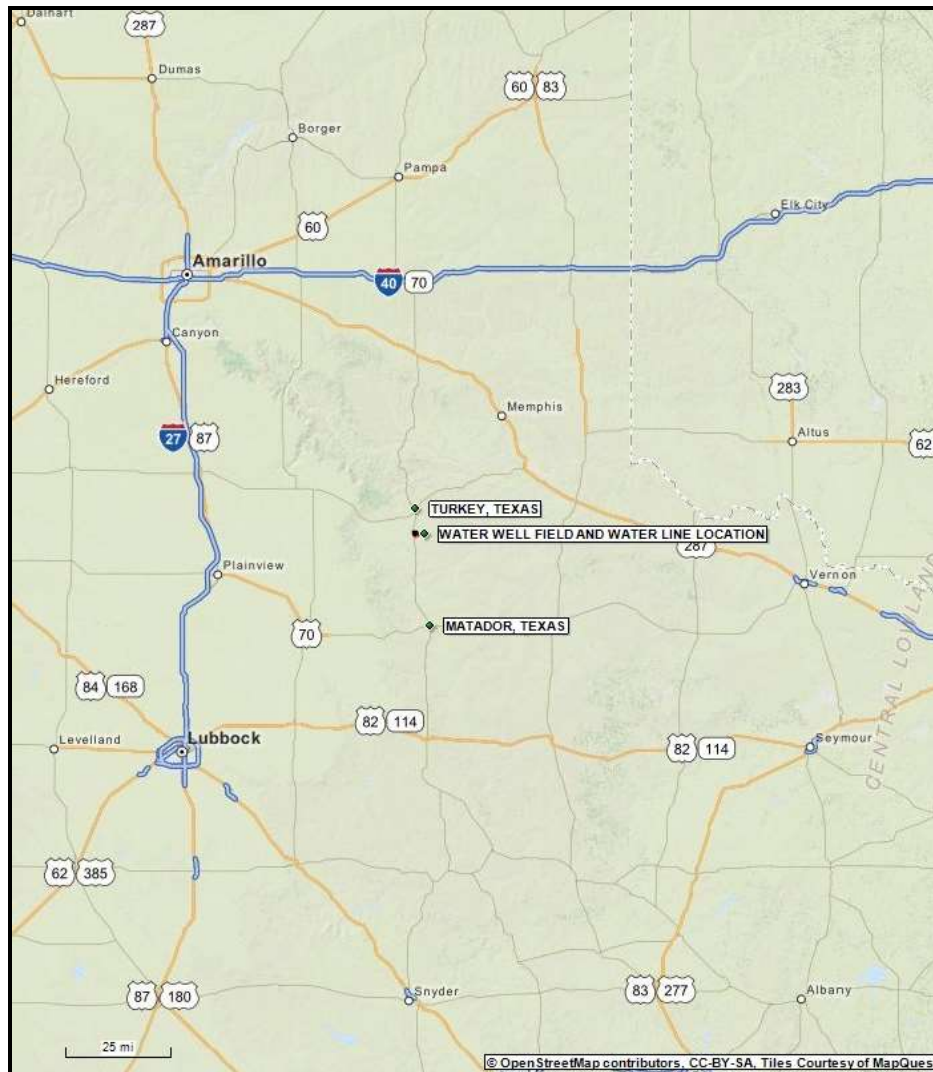 Dalhart
287
Dumas
60 83
Borger
Pampa
Elk City
60
Amarillo
40 70
Canyon
Hereford
283
Memphis
27 87
Altus
62
TURKEY, TEXAS
WATER WELL FIELD AND WATER LINE LOCATION
287
Plainview
Vernon
MATADOR, TEXAS
70
84 168
CENTRAL LOWLAND
82 114
Levelland
Lubbock
82 114
Seymour
62 385
87 180
Snyder
83 277
Albany
25 mi
© OpenStreetMap contributors, CC-BY-SA, Tiles Courtesy of MapQues